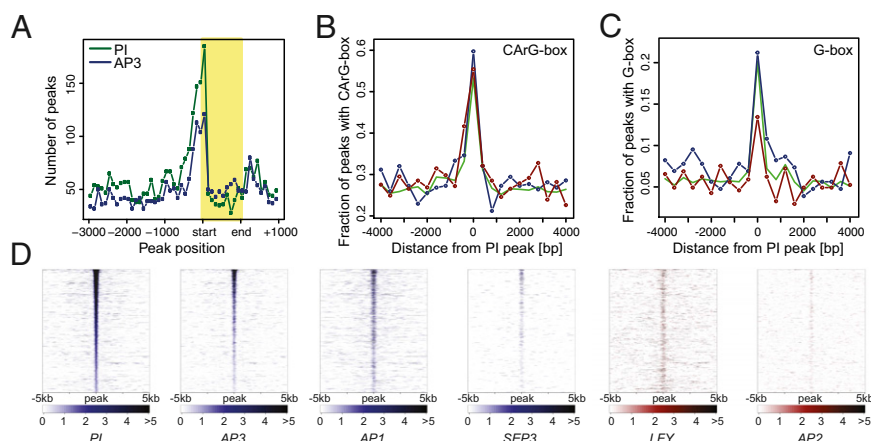 A
PI
AP3
Number of peaks
150
100
50
−3000
−2000
−1000
start
end
+1000
Peak position
B
CArG-box
Fraction of peaks with CArG-box
0.6
0.5
0.4
0.3
0.2
-4000
-2000
0
2000
4000
Distance from PI peak [bp]
C
G-box
Fraction of peaks with G-box
0.2
0.15
0.1
0.05
-4000
-2000
0
2000
4000
Distance from PI peak [bp]
D
-5kb peak 5kb
0 1 2 3 4 >5
PI
-5kb peak 5kb
0 1 2 3 4 >5
AP3
-5kb peak 5kb
0 1 2 3 4 >5
AP1
-5kb peak 5kb
0 1 2 3 4 >5
SEP3
-5kb peak 5kb
0 1 2 3 4 >5
LFY
-5kb peak 5kb
0 1 2 3 4 >5
AP2